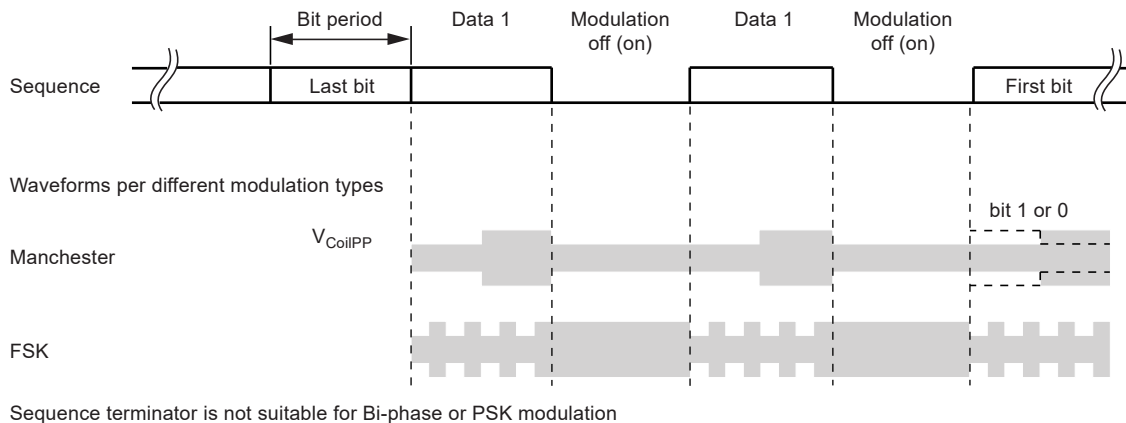 Bit period
Data 1
Modulation
off (on)
Data 1
Modulation
off (on)
Sequence
Last bit
First bit
Waveforms per different modulation types
bit 1 or 0
VCoilPP
Manchester
FSK
Sequence terminator is not suitable for Bi-phase or PSK modulation